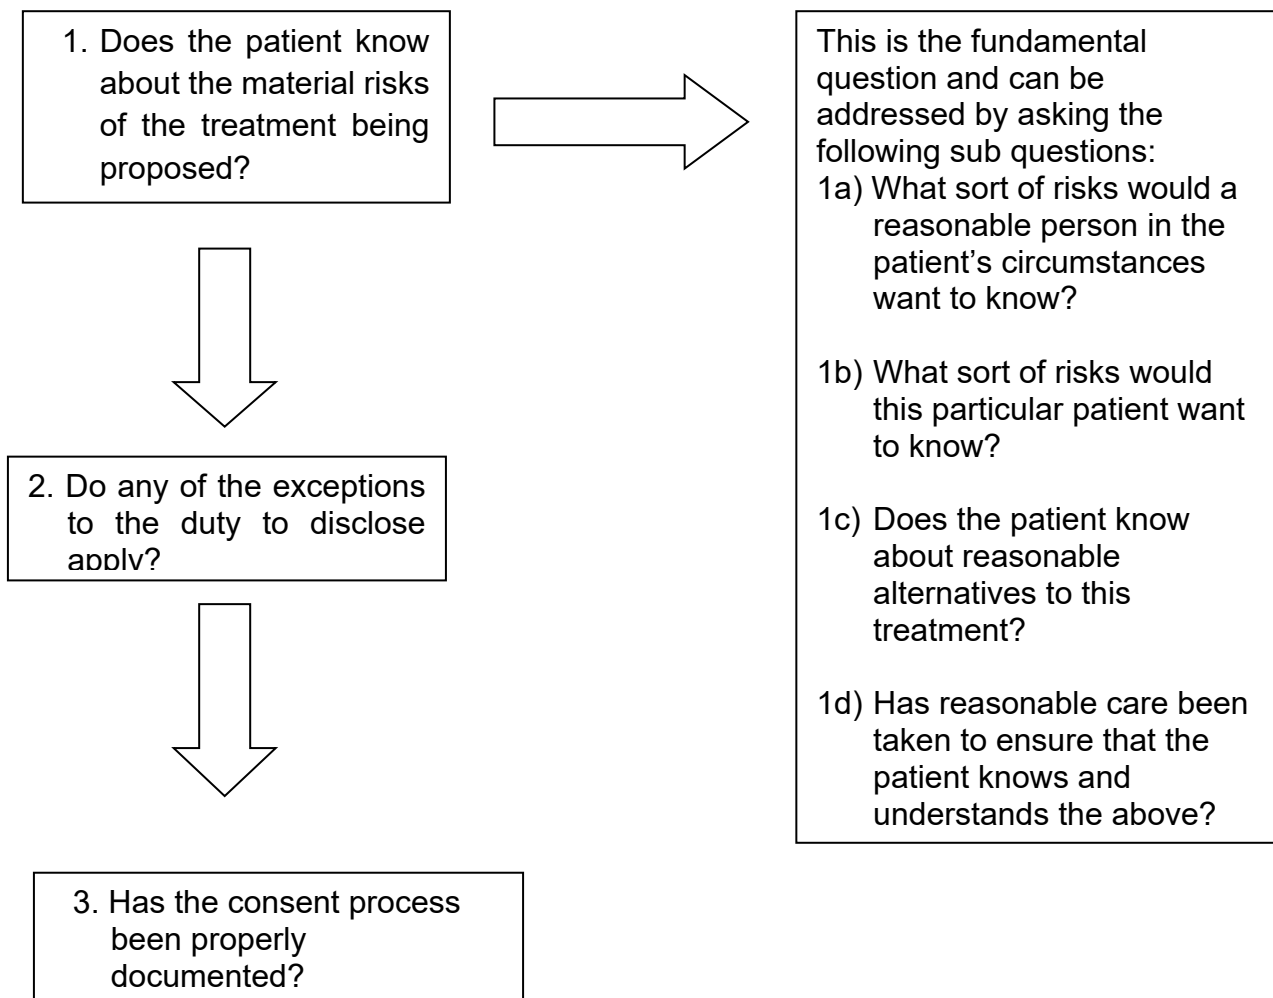 1. Does the patient know
about the material risks
of the treatment being
proposed?
This is the fundamental
question and can be
addressed by asking the
following sub questions:
1a) What sort of risks would a
reasonable person in the
patient’s circumstances
want to know?
1b) What sort of risks would
this particular patient want
to know?
1c) Does the patient know
about reasonable
alternatives to this
treatment?
1d) Has reasonable care been
taken to ensure that the
patient knows and
understands the above?
2. Do any of the exceptions
to the duty to disclose
apply?
3. Has the consent process
been properly
documented?